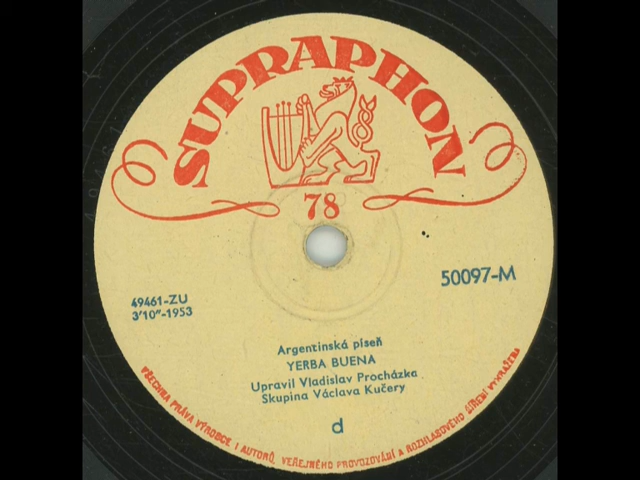 SUPRAPHON
78
50097-M
49461-ZU
3'10"-1953
Argentinská píseň
YERBA BUENA
Upravil Vladislav Procházka
Skupina Václava Kučery
d
VŠECHNA PRÁVA VÝROBCE I AUTORŮ VEŘEJNÉHO PROVOZOVÁNÍ A ROZHLASOVÉHO ŠÍŘENÍ VYHRAŽENA